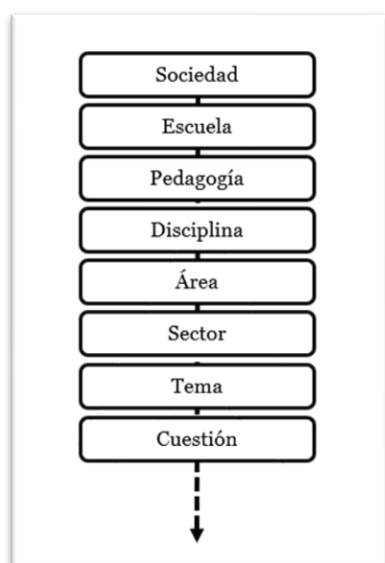 Sociedad
Escuela
Pedagogía
Disciplina
Área
Sector
Tema
Cuestión